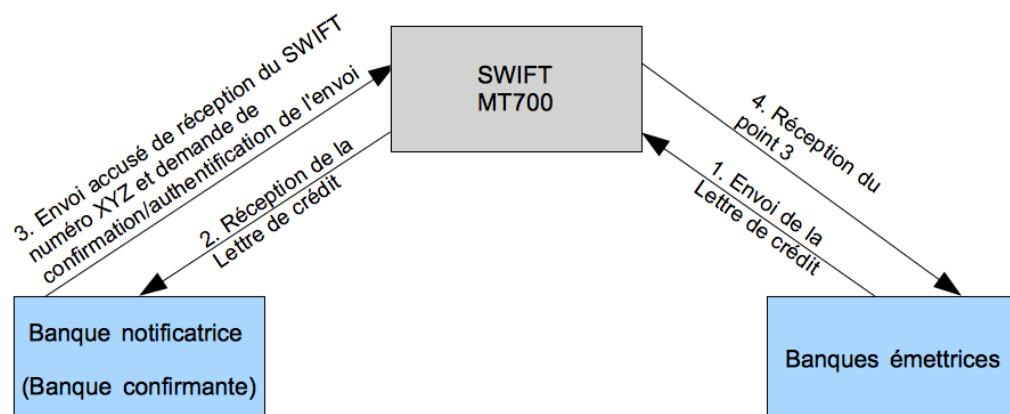 SWIFT
MT700
3. Envoi accusé de réception du SWIFT
numéro XYZ et demande de
confirmation/authentification de l'envoi
2. Réception de la
Lettre de crédit
4. Réception du
point 3
1. Envoi de la
Lettre de crédit
Banque notificatrice
(Banque confirmante)
Banques émettrices